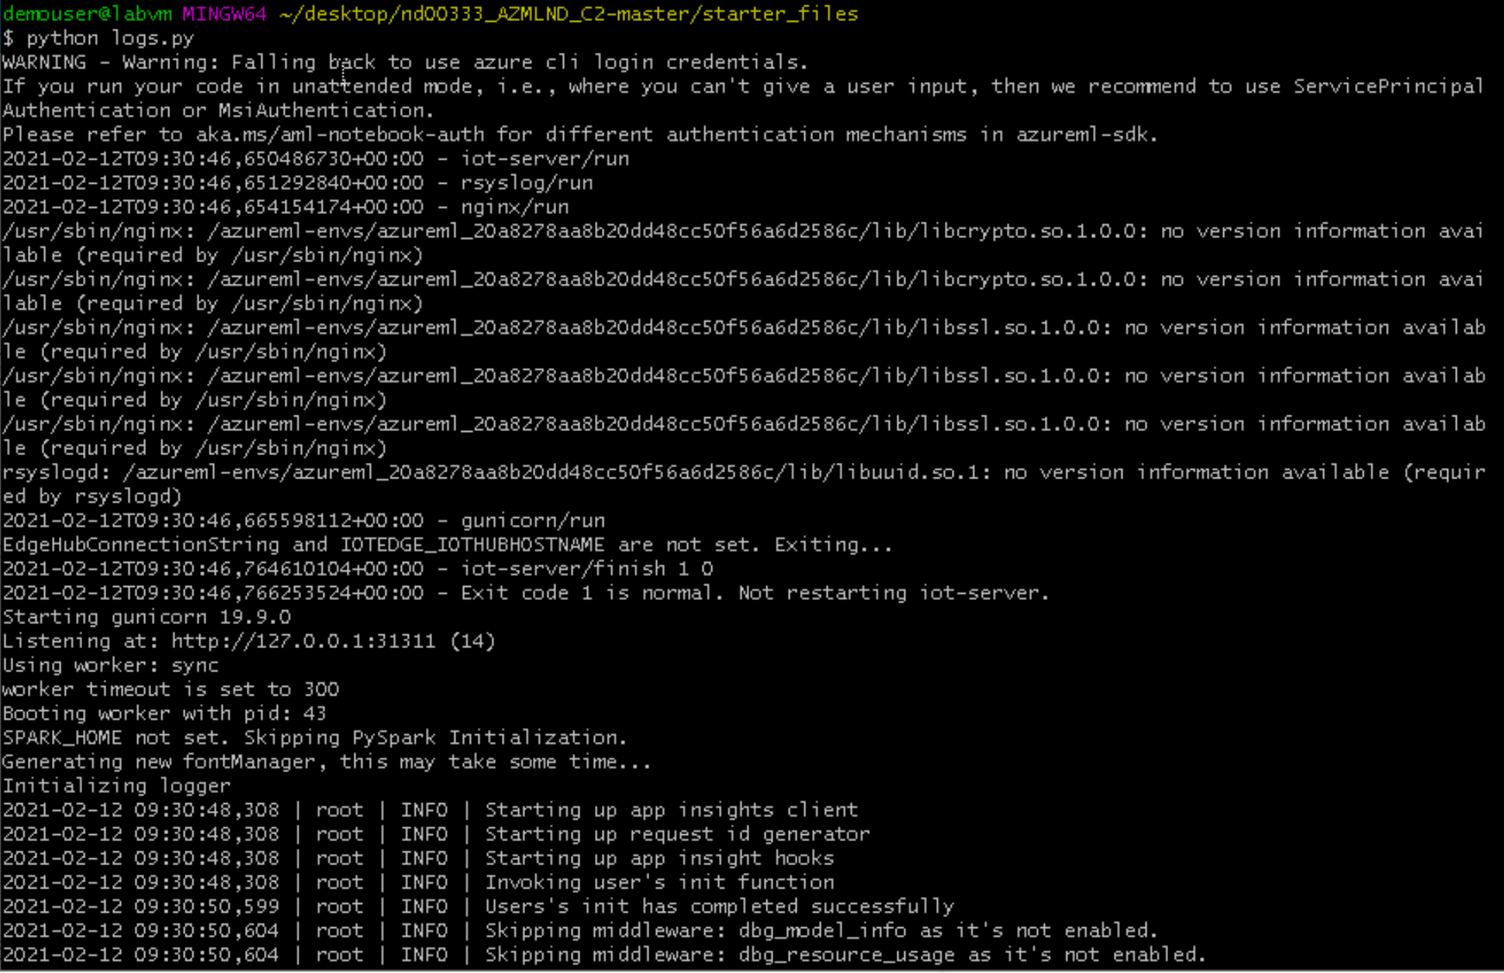 demouser@labvm MINGW64 ~/desktop/nd00333_AZMLND_C2-master/starter_files
$ python logs.py
WARNING - Warning: Falling back to use azure cli login credentials.
If you run your code in unattended mode, i.e., where you can't give a user input, then we recommend to use ServicePrincipal
Authentication or MsiAuthentication.
Please refer to aka.ms/aml-notebook-auth for different authentication mechanisms in azureml-sdk.
2021-02-12T09:30:46,650486730+00:00 - iot-server/run
2021-02-12T09:30:46,651292840+00:00 - rsyslog/run
2021-02-12T09:30:46,654154174+00:00 - nginx/run
/usr/sbin/nginx: /azureml-envs/azureml_20a8278aa8b20dd48cc50f56a6d2586c/lib/libcrypto.so.1.0.0: no version information avai
lable (required by /usr/sbin/nginx)
/usr/sbin/nginx: /azureml-envs/azureml_20a8278aa8b20dd48cc50f56a6d2586c/lib/libcrypto.so.1.0.0: no version information avai
lable (required by /usr/sbin/nginx)
/usr/sbin/nginx: /azureml-envs/azureml_20a8278aa8b20dd48cc50f56a6d2586c/lib/libssl.so.1.0.0: no version information availab
le (required by /usr/sbin/nginx)
/usr/sbin/nginx: /azureml-envs/azureml_20a8278aa8b20dd48cc50f56a6d2586c/lib/libssl.so.1.0.0: no version information availab
le (required by /usr/sbin/nginx)
/usr/sbin/nginx: /azureml-envs/azureml_20a8278aa8b20dd48cc50f56a6d2586c/lib/libssl.so.1.0.0: no version information availab
le (required by /usr/sbin/nginx)
rsyslogd: /azureml-envs/azureml_20a8278aa8b20dd48cc50f56a6d2586c/lib/libuuid.so.1: no version information available (requir
ed by rsyslogd)
2021-02-12T09:30:46,665598112+00:00 - gunicorn/run
EdgeHubConnectionString and IOTEDGE_IOTHUBHOSTNAME are not set. Exiting...
2021-02-12T09:30:46,764610104+00:00 - iot-server/finish 1 0
2021-02-12T09:30:46,766253524+00:00 - Exit code 1 is normal. Not restarting iot-server.
Starting gunicorn 19.9.0
Listening at: http://127.0.0.1:31311 (14)
Using worker: sync
worker timeout is set to 300
Booting worker with pid: 43
SPARK_HOME not set. Skipping PySpark Initialization.
Generating new fontManager, this may take some time...
Initializing logger
2021-02-12 09:30:48,308 | root | INFO | Starting up app insights client
2021-02-12 09:30:48,308 | root | INFO | Starting up request id generator
2021-02-12 09:30:48,308 | root | INFO | Starting up app insight hooks
2021-02-12 09:30:48,308 | root | INFO | Invoking user's init function
2021-02-12 09:30:50,599 | root | INFO | Users's init has completed successfully
2021-02-12 09:30:50,604 | root | INFO | Skipping middleware: dbg_model_info as it's not enabled.
2021-02-12 09:30:50,604 | root | INFO | Skipping middleware: dbg_resource_usage as it's not enabled.